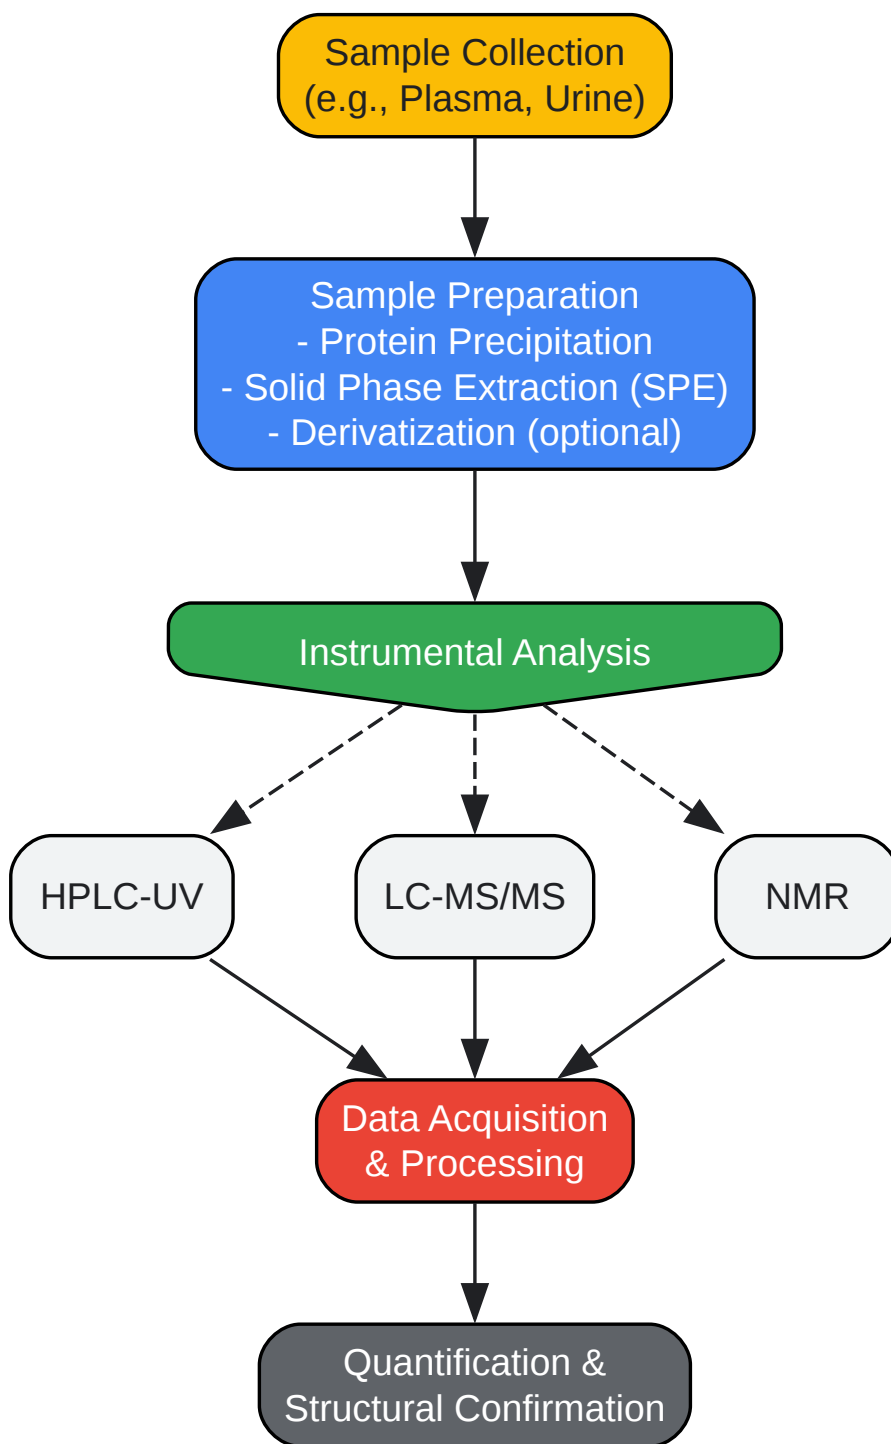 Sample Collection
(e.g., Plasma, Urine)
Sample Preparation
- Protein Precipitation
- Solid Phase Extraction (SPE)
- Derivatization (optional)
Instrumental Analysis
HPLC-UV
LC-MS/MS
NMR
Data Acquisition
& Processing
Quantification &
Structural Confirmation